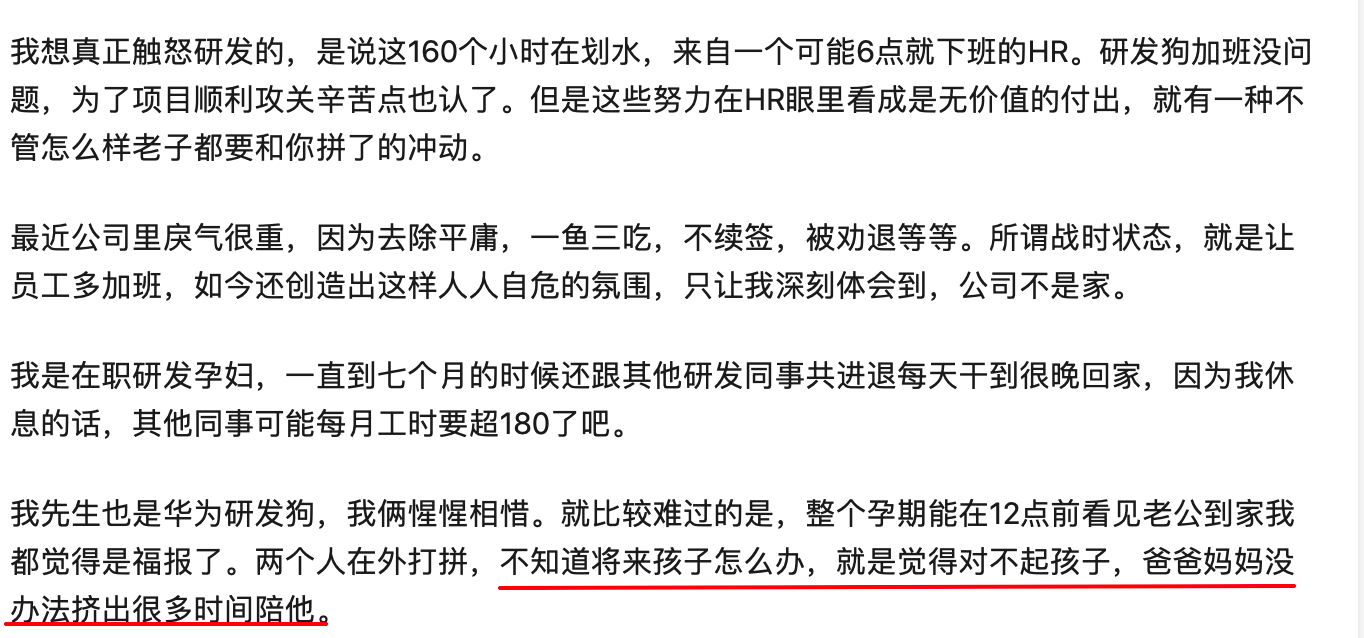 我想真正触怒研发的，是说这160个小时在划水，来自一个可能6点就下班的HR。研发狗加班没问
题，为了项目顺利攻关辛苦点也认了。但是这些努力在HR眼里看成是无价值的付出，就有一种不
管怎么样老子都要和你拼了的冲动。
最近公司里戾气很重，因为去除平庸，一鱼三吃，不续签，被劝退等等。所谓战时状态，就是让
员工多加班，如今还创造出这样人人自危的氛围，只让我深刻体会到，公司不是家。
我是在职研发孕妇，一直到七个月的时候还跟其他研发同事共进退每天干到很晚回家，因为我休
息的话，其他同事可能每月工时要超180了吧。
我先生也是华为研发狗，我俩惺惺相惜。就比较难过的是，整个孕期能在12点前看见老公到家我
都觉得是福报了。两个人在外打拼，不知道将来孩子怎么办，就是觉得对不起孩子，爸爸妈妈没
办法挤出很多时间陪他。